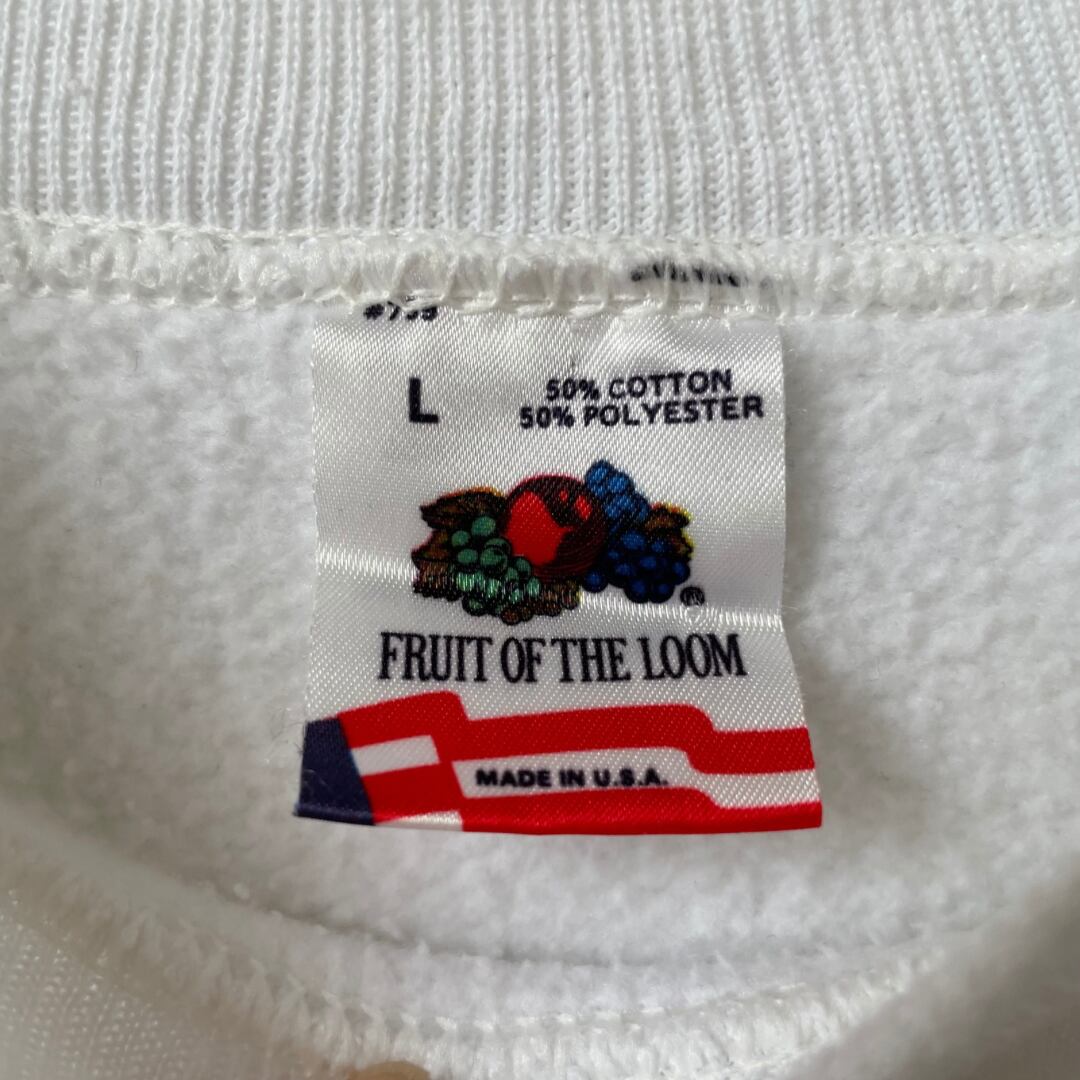 L
50% COTTON
50% POLYESTER
®
FRUIT OF THE LOOM
MADE IN U.S.A.